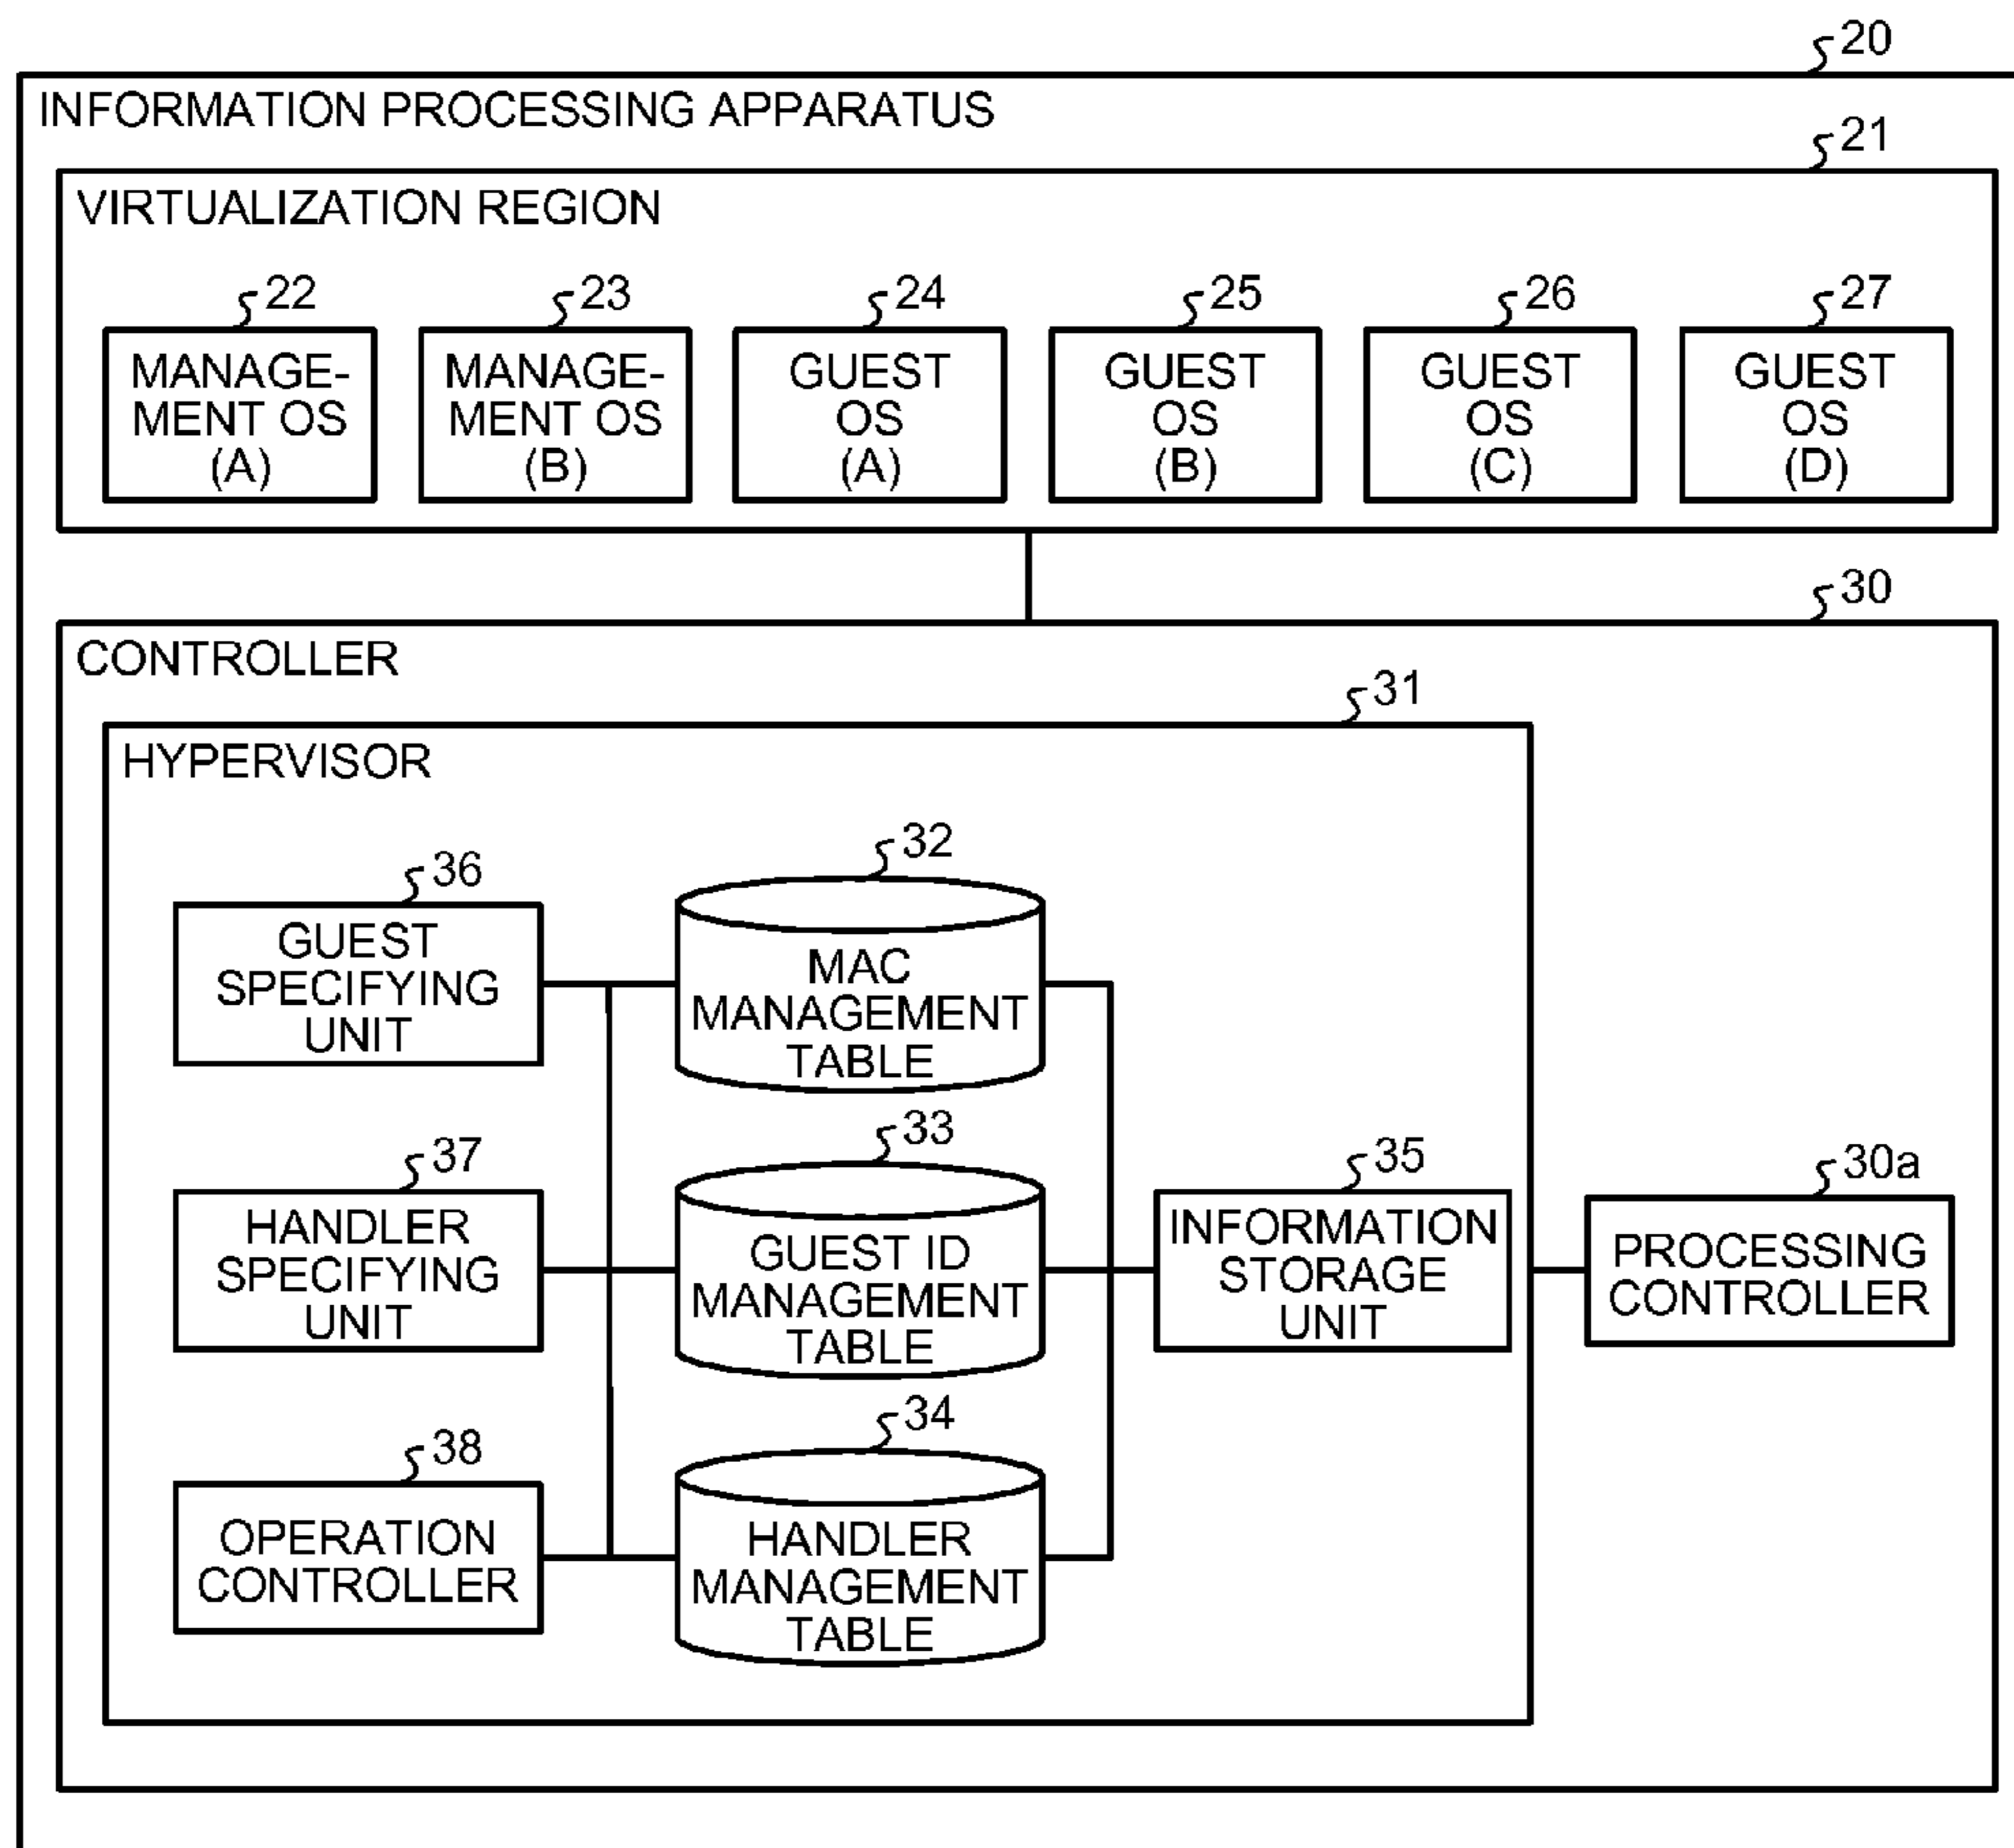 20
INFORMATION PROCESSING APPARATUS
21
VIRTUALIZATION REGION
22
23
24
25
26
27
MANAGE-
MENT OS
(A)
MANAGE-
MENT OS
(B)
GUEST
OS
(A)
GUEST
OS
(B)
GUEST
OS
(C)
GUEST
OS
(D)
30
CONTROLLER
31
HYPERVISOR
36
GUEST
SPECIFYING
UNIT
32
MAC
MANAGEMENT
TABLE
37
HANDLER
SPECIFYING
UNIT
33
GUEST ID
MANAGEMENT
TABLE
35
INFORMATION
STORAGE
UNIT
30a
PROCESSING
CONTROLLER
38
OPERATION
CONTROLLER
34
HANDLER
MANAGEMENT
TABLE